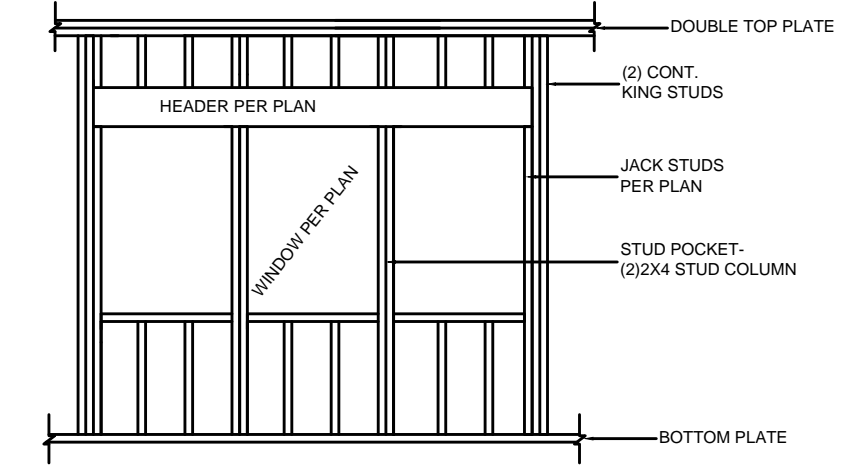 DOUBLE TOP PLATE
(2) CONT.
KING STUDS
HEADER PER PLAN
JACK STUDS
PER PLAN
WINDOW PER PLAN
STUD POCKET-
(2)2X4 STUD COLUMN
BOTTOM PLATE